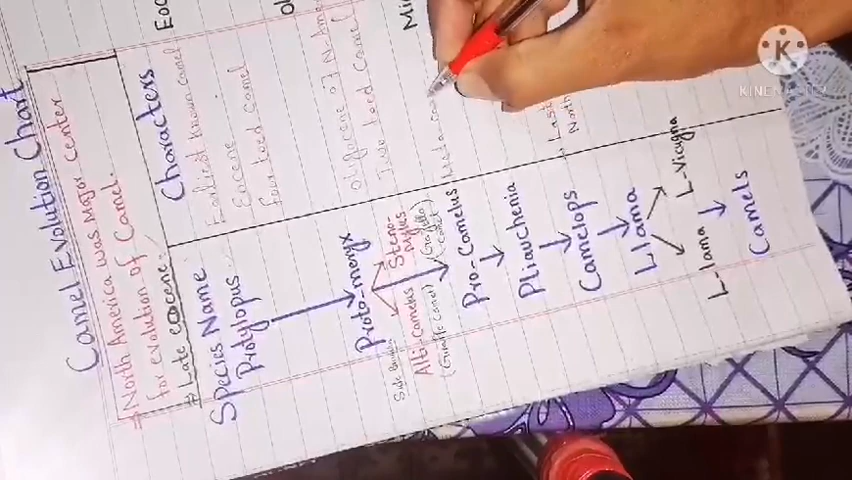 Camel Evolution Chart
⇒North America was Major Center
for evolution of Camel.
# Late eocene.
Species Name
Characters
Protylopus
Earliest known camel
Eocene
four toed camel
Proto-meryx
Oligocene of N.Ame
Two toed camel
Side Branch
Alti-camelus
(Giraffe camel)
Steno-
mylus
(Gazelle
camel)
Pro-Camelus
Pliauchenia
Camelops
Last
North
Llama
L-Vicugna
L-lama
Camels
KINEMASTER